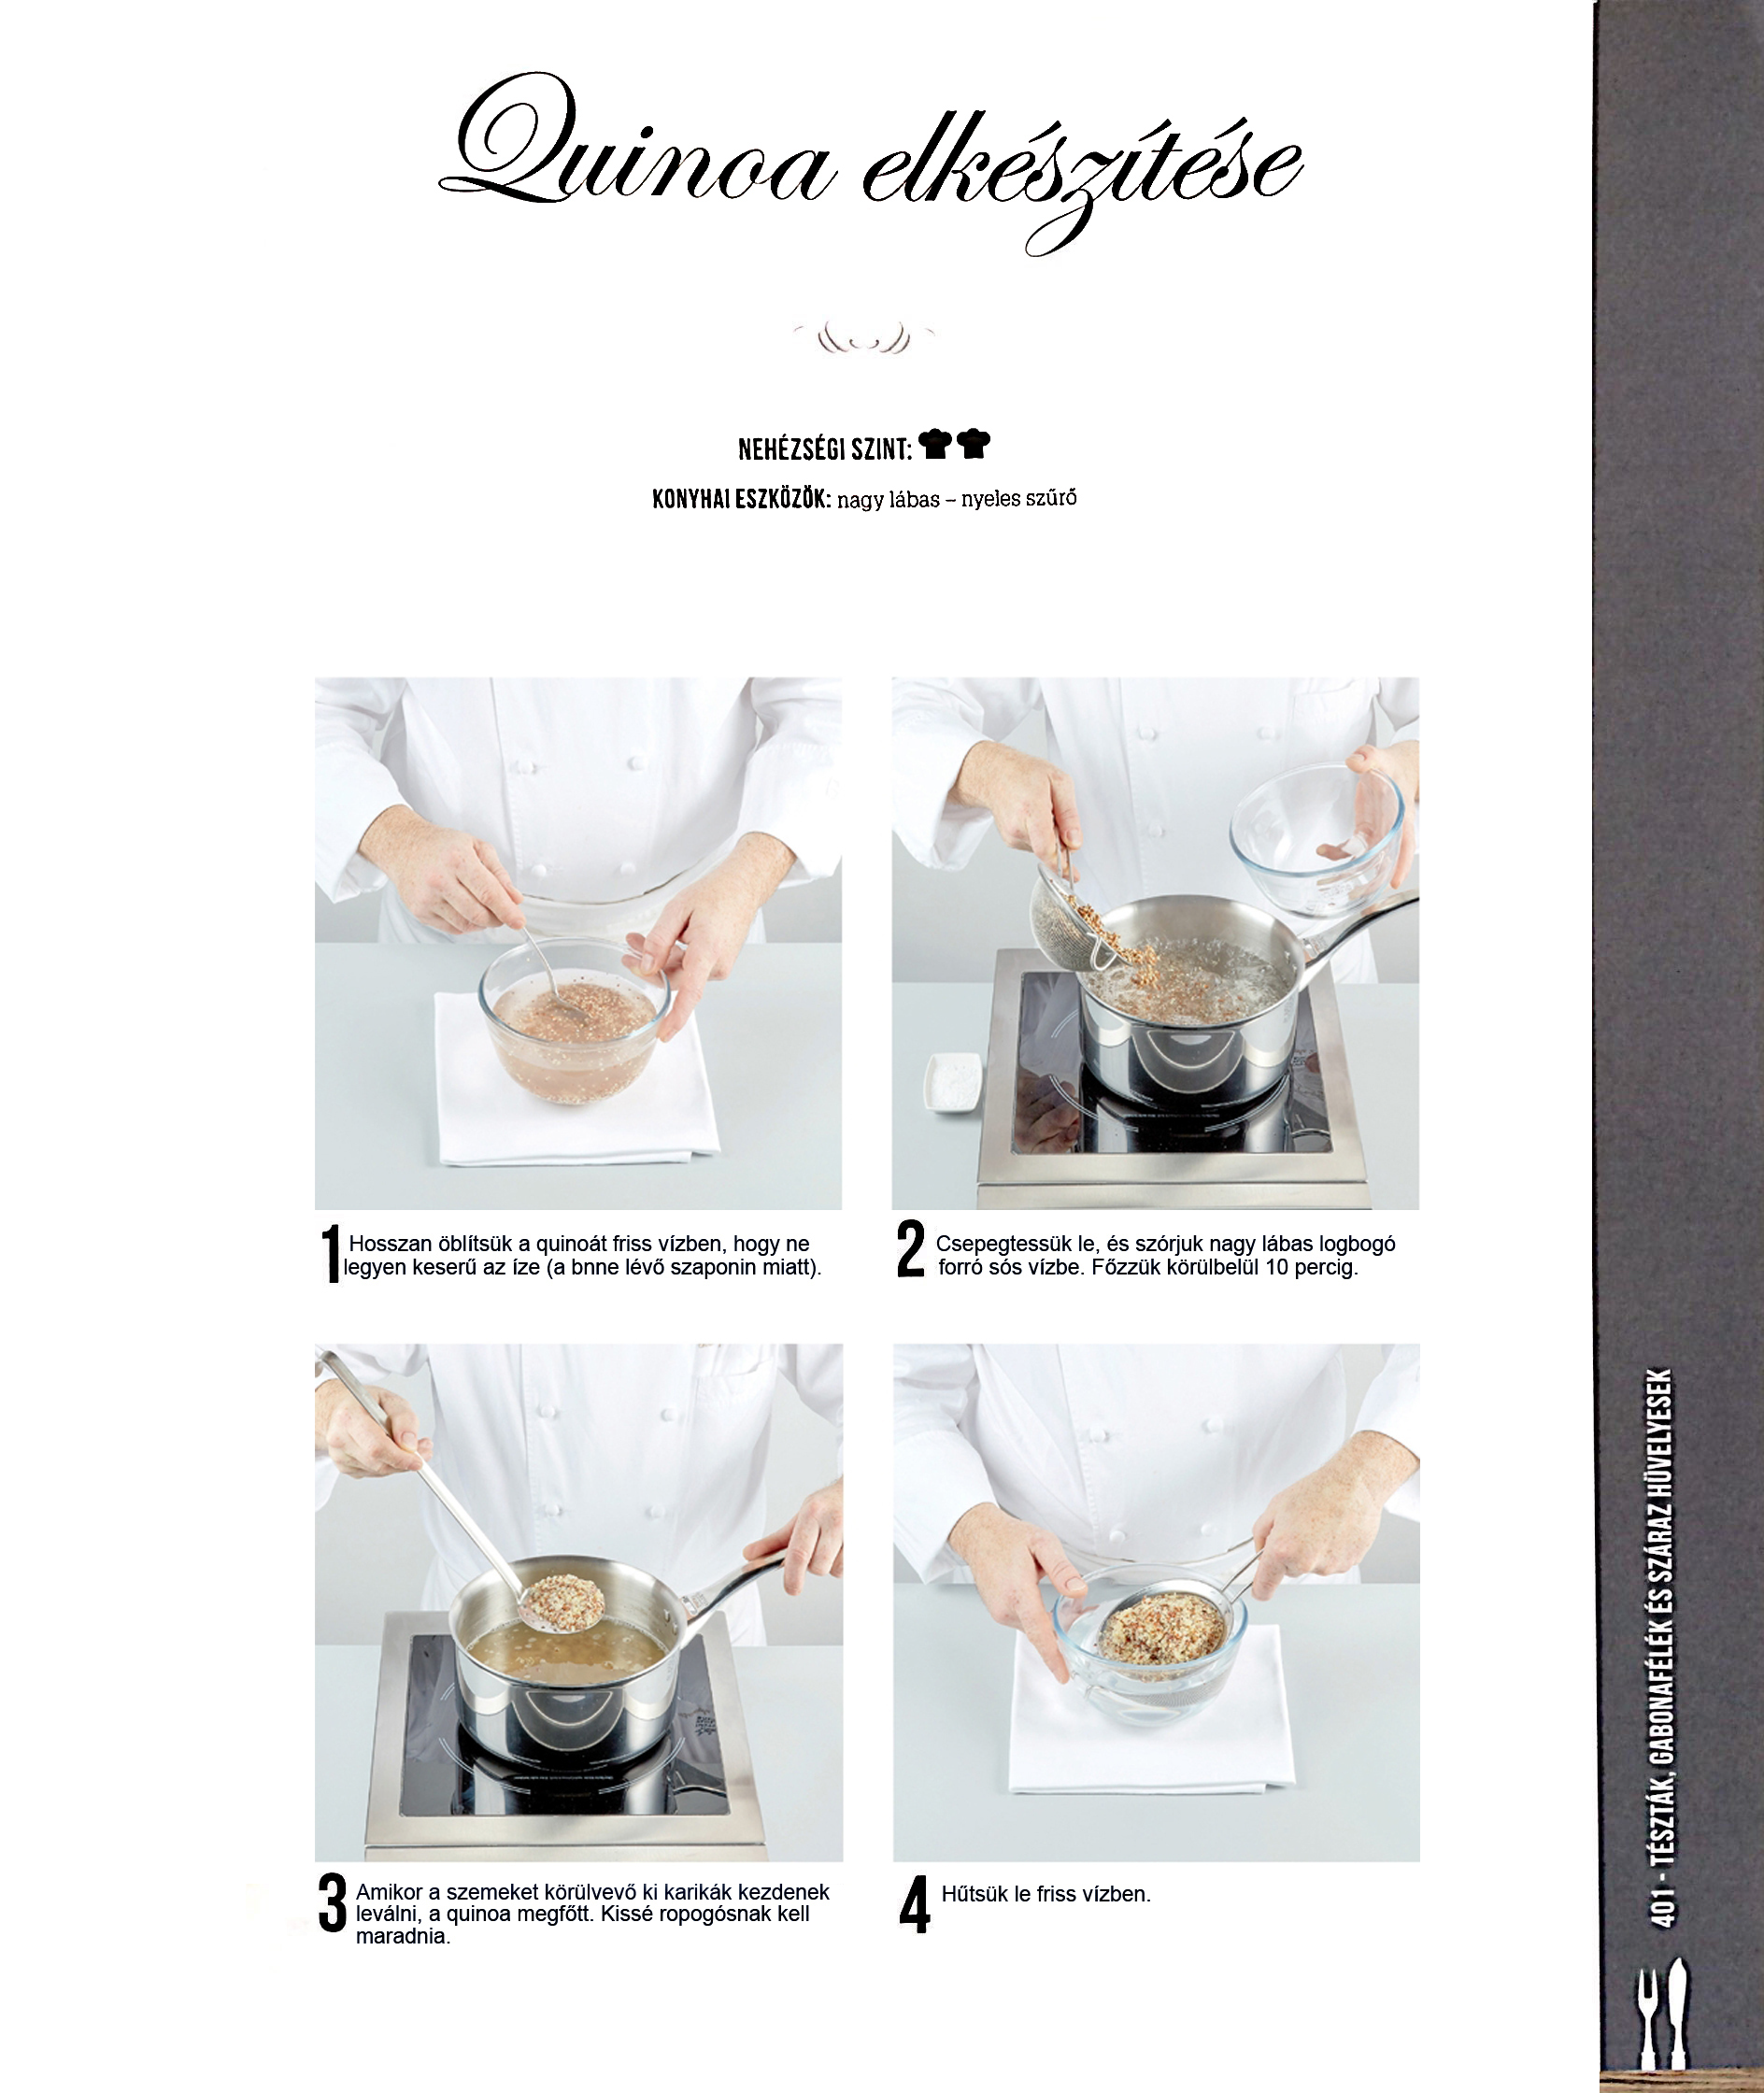 Quinoa elkészítése
NEHÉZSÉGI SZINT:
KONYHAI ESZKÖZÖK: nagy lábas – nyeles szűrő
1 Hosszan öblítsük a quinoát friss vízben, hogy ne
legyen keserű az íze (a bnne lévő szaponin miatt).
2 Csepegtessük le, és szórjuk nagy lábas logbogó
forró sós vízbe. Főzzük körülbelül 10 percig.
3 Amikor a szemeket körülvevő ki karikák kezdenek
leválni, a quinoa megfőtt. Kissé ropogósnak kell
maradnia.
4 Hűtsük le friss vízben.
401 - TÉSZTÁK, GABONAFÉLÉK ÉS SZÁRAZ HÜVELYESEK